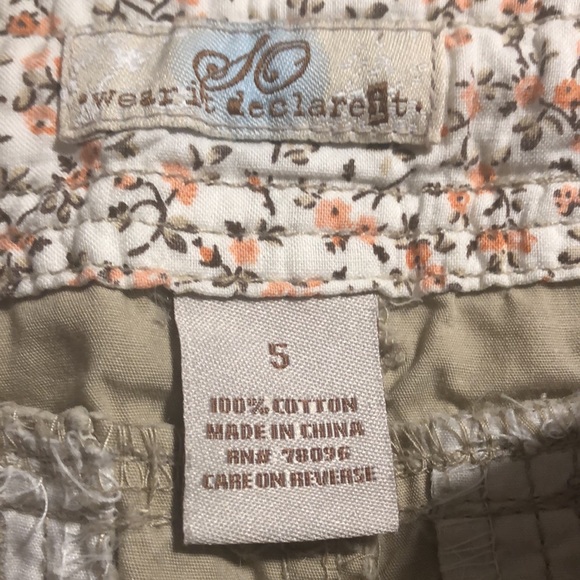 SO
• wear it declare it •
5
100% COTTON
MADE IN CHINA
RN# 78096
CARE ON REVERSE